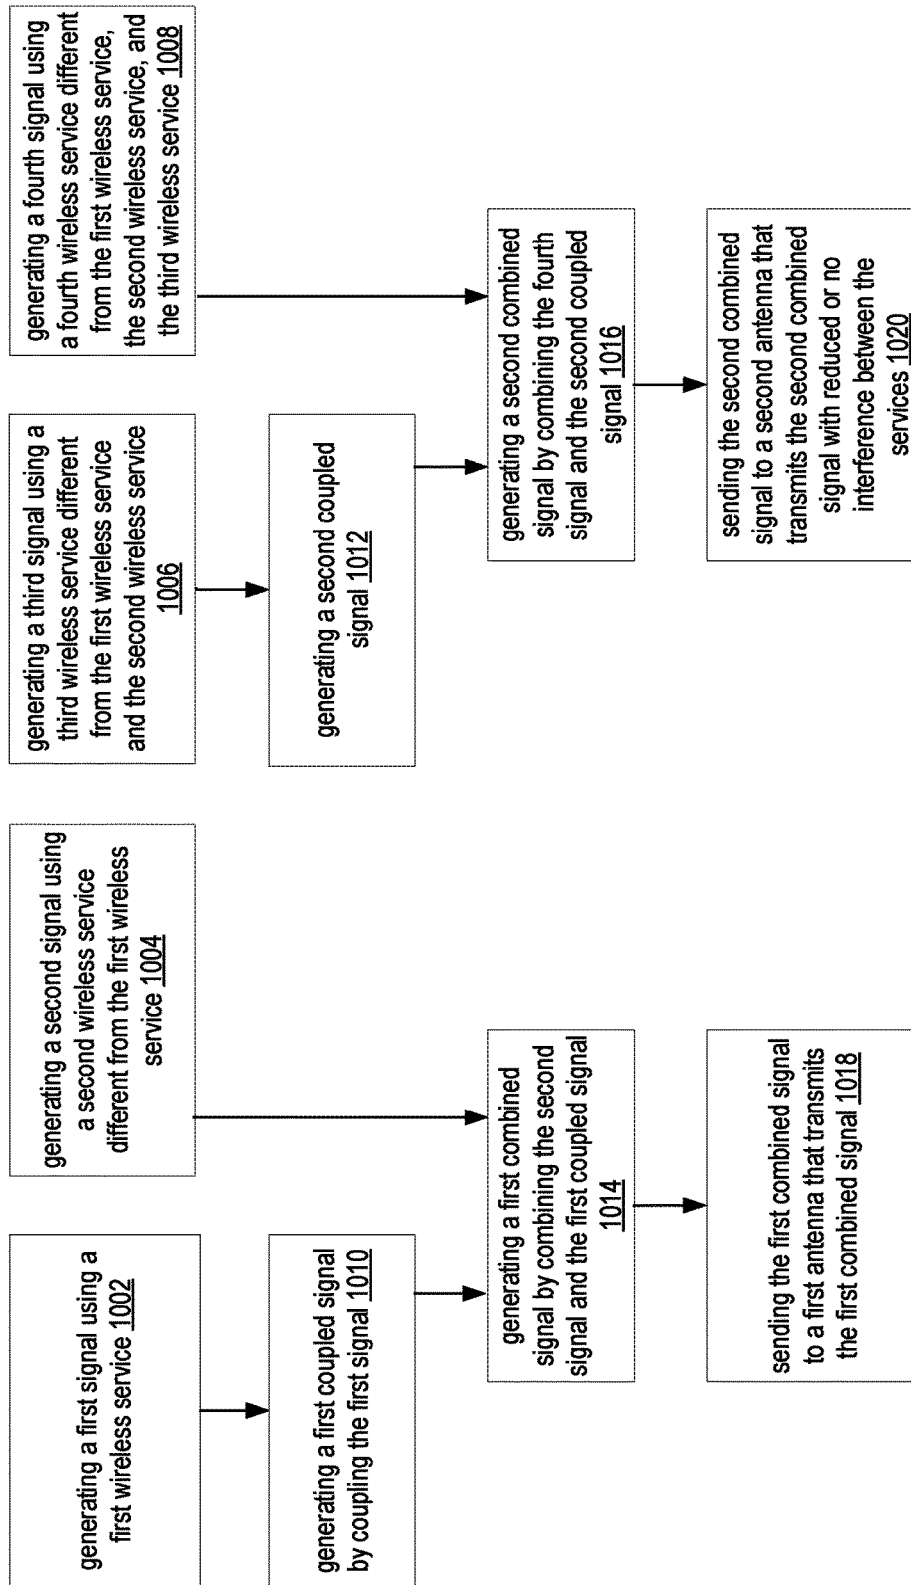 generating a first signal using a
first wireless service 1002
generating a second signal using
a second wireless service
different from the first wireless
service 1004
generating a third signal using a
third wireless service different
from the first wireless service
and the second wireless service
1006
generating a fourth signal using
a fourth wireless service different
from the first wireless service,
the second wireless service, and
the third wireless service 1008
generating a first coupled signal
by coupling the first signal 1010
generating a second coupled
signal 1012
generating a first combined
signal by combining the second
signal and the first coupled signal
1014
generating a second combined
signal by combining the fourth
signal and the second coupled
signal 1016
sending the first combined signal
to a first antenna that transmits
the first combined signal 1018
sending the second combined
signal to a second antenna that
transmits the second combined
signal with reduced or no
interference between the
services 1020